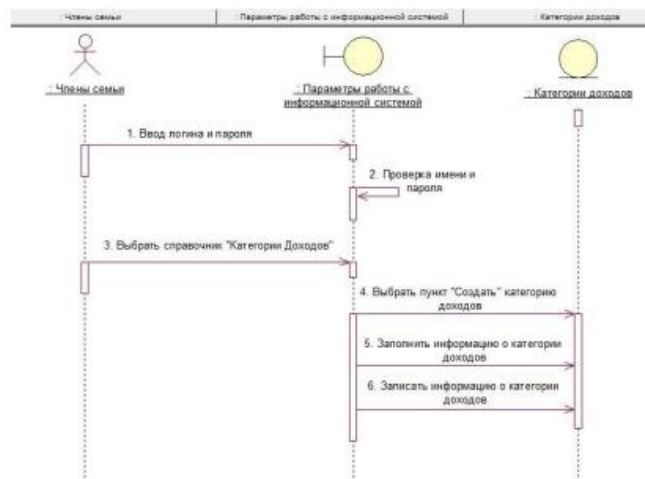 : Члены семьи
: Параметры работы с информационной системой
: Категории доходов
: Члены семьи
: Параметры работы с
информационной системой
: Категории доходов
1. Ввод логина и пароля
2. Проверка имени и
пароля
3. Выбрать справочник "Категории Доходов"
4. Выбрать пункт "Создать" категорию
доходов
5. Заполнить информацию о категории
доходов
6. Записать информацию о категории
доходов